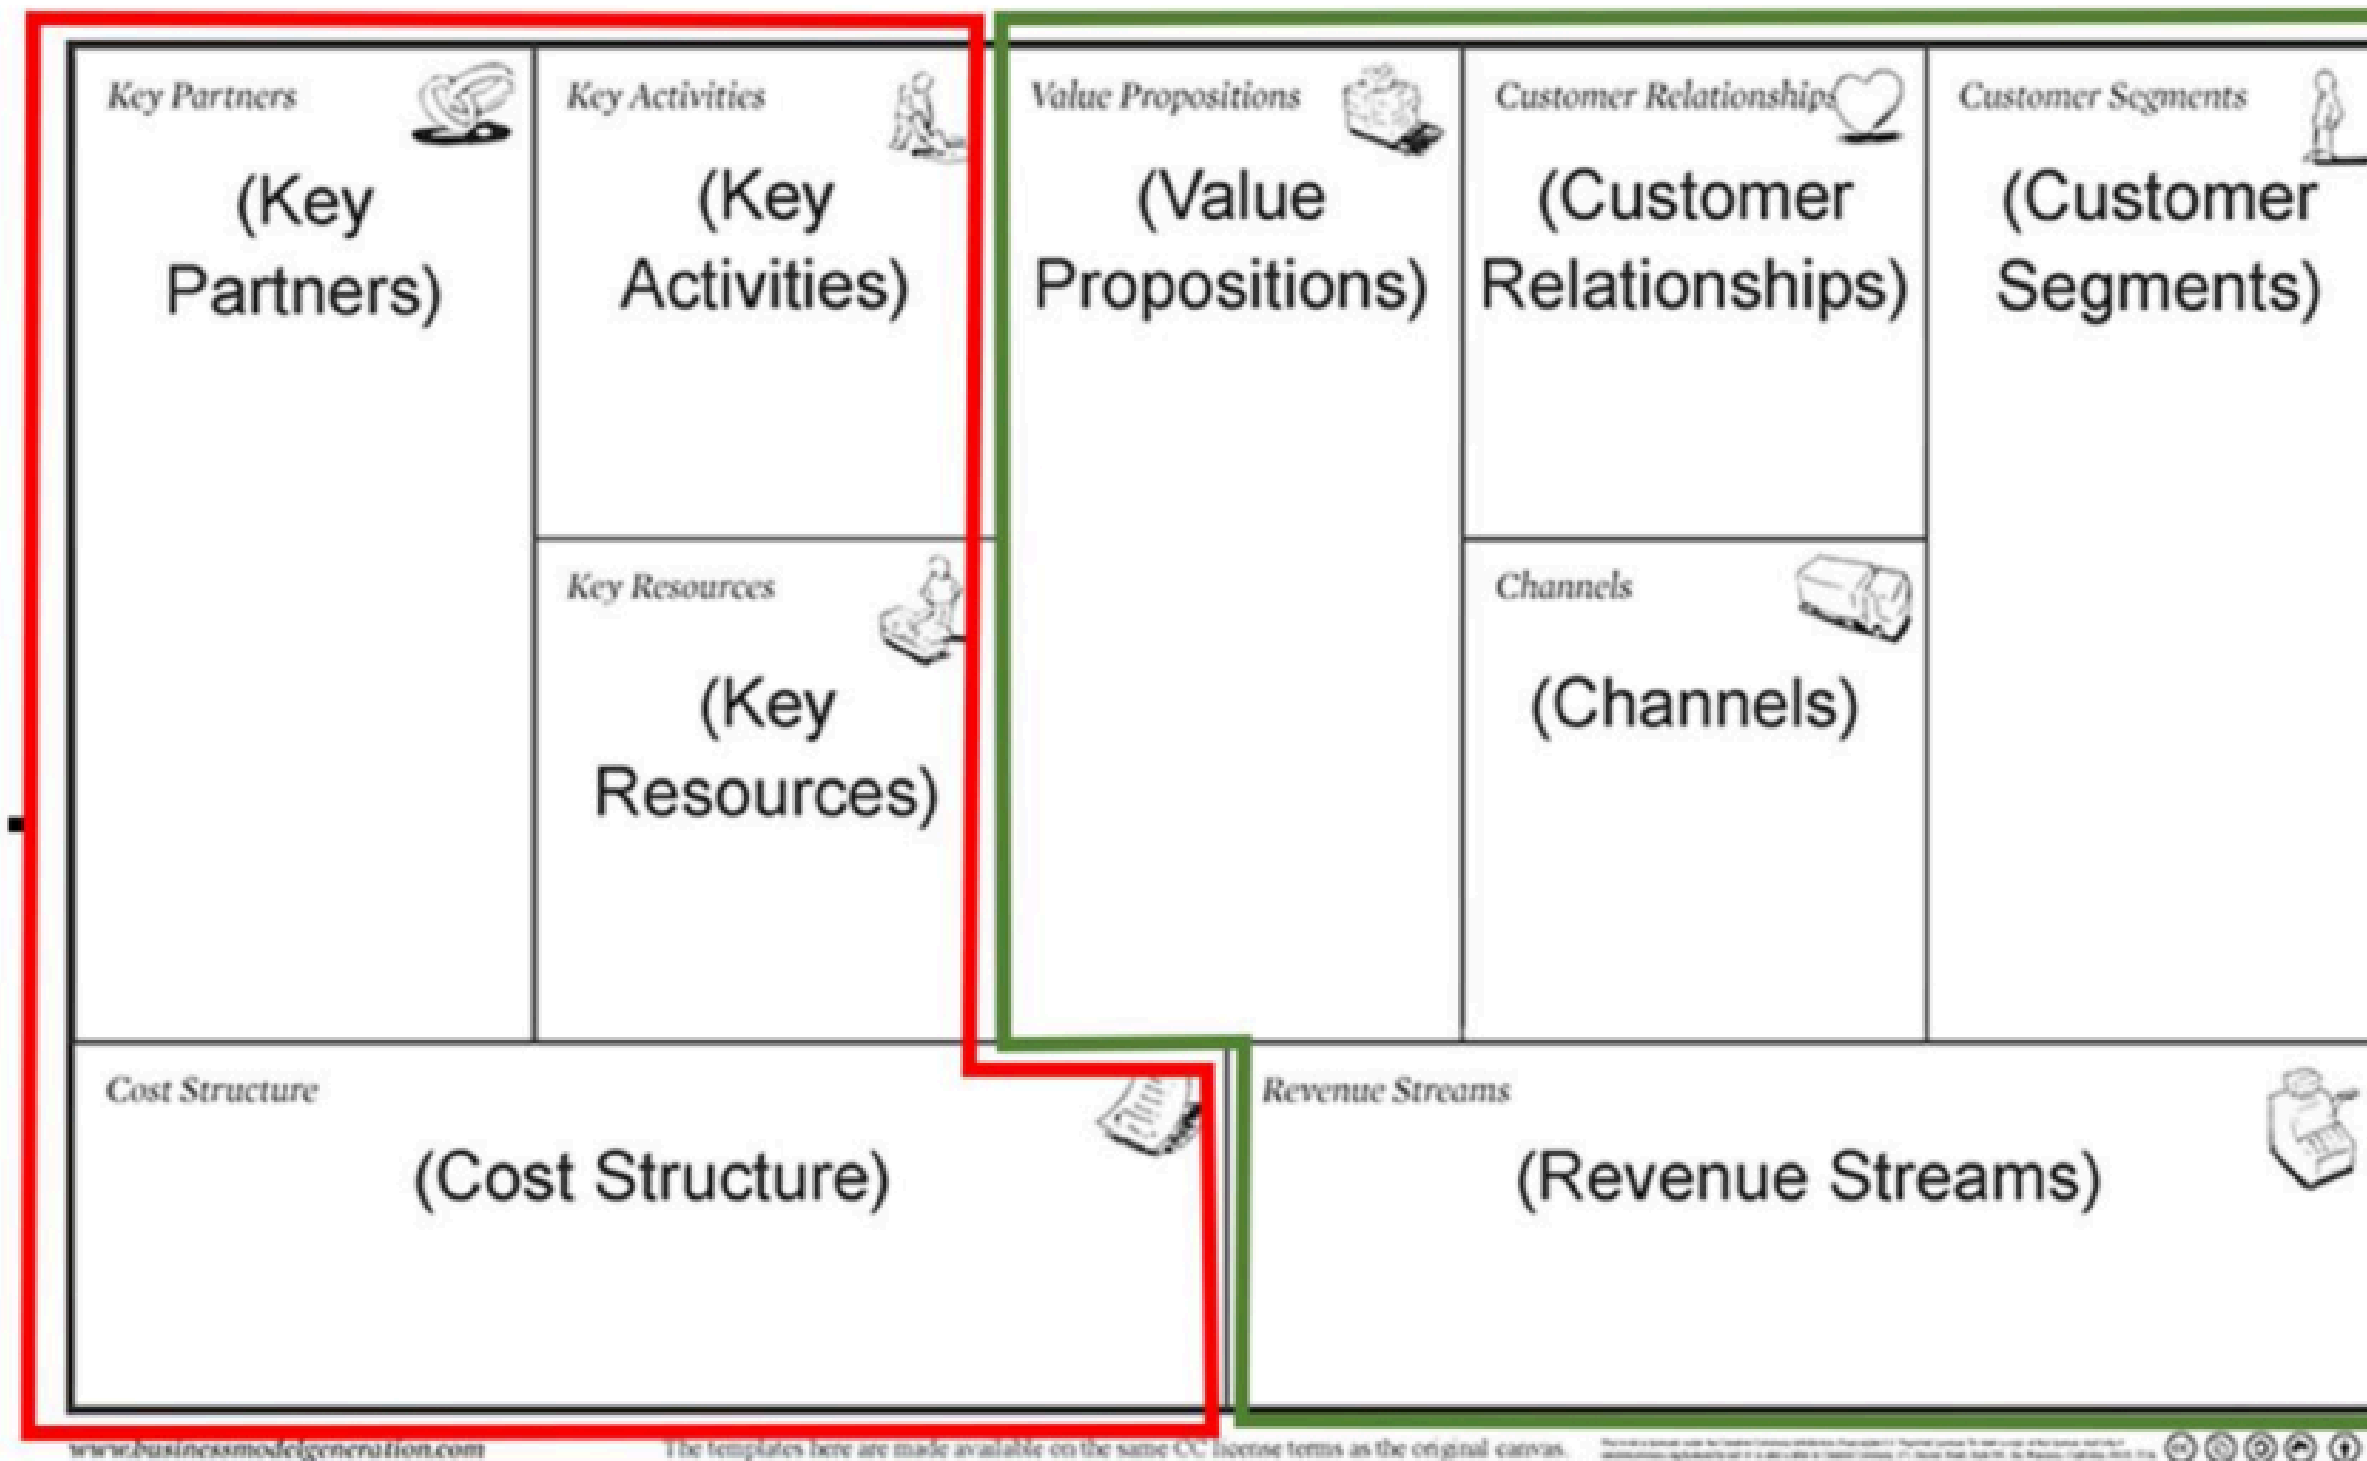 Key Partners
(Key
Partners)
Key Activities
(Key
Activities)
Key Resources
(Key
Resources)
Value Propositions
(Value
Propositions)
Customer Relationships
(Customer
Relationships)
Channels
(Channels)
Customer Segments
(Customer
Segments)
Cost Structure
(Cost Structure)
Revenue Streams
(Revenue Streams)
www.businessmodelgeneration.com
The templates here are made available on the same CC license terms as the original canvas.